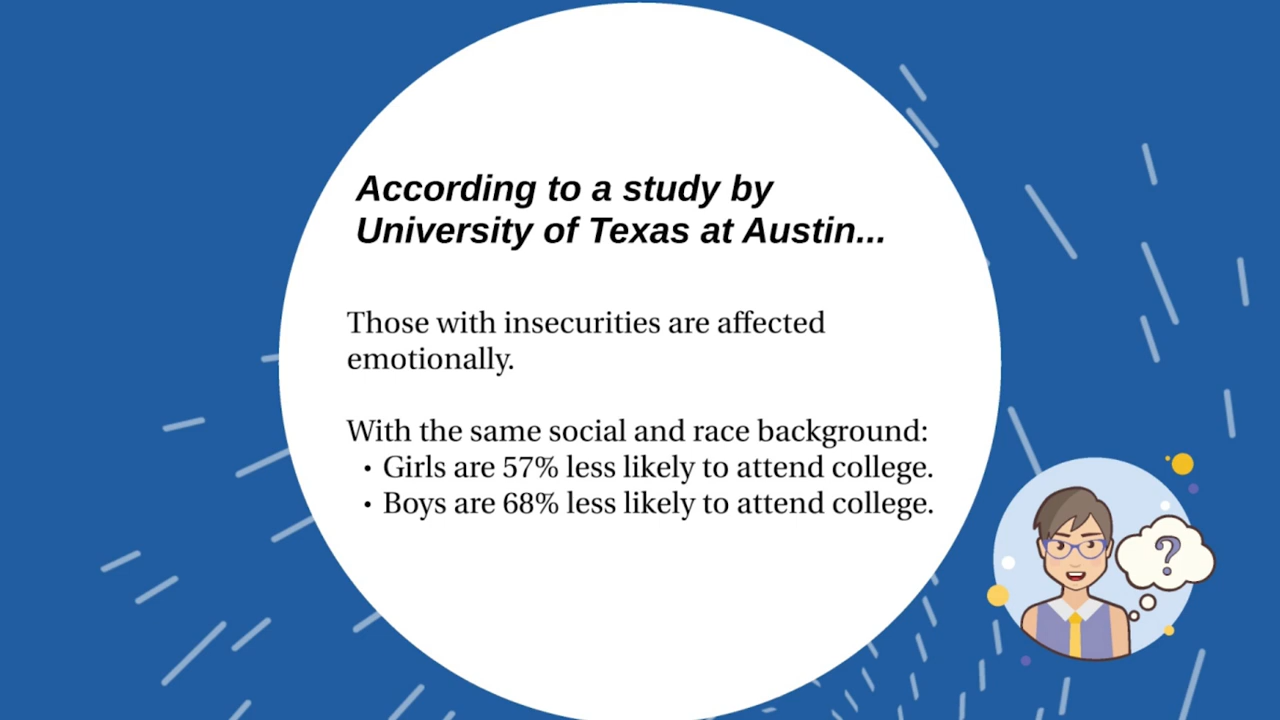 According to a study by
University of Texas at Austin...
Those with insecurities are affected
emotionally.
With the same social and race background:
• Girls are 57% less likely to attend college.
• Boys are 68% less likely to attend college.
?